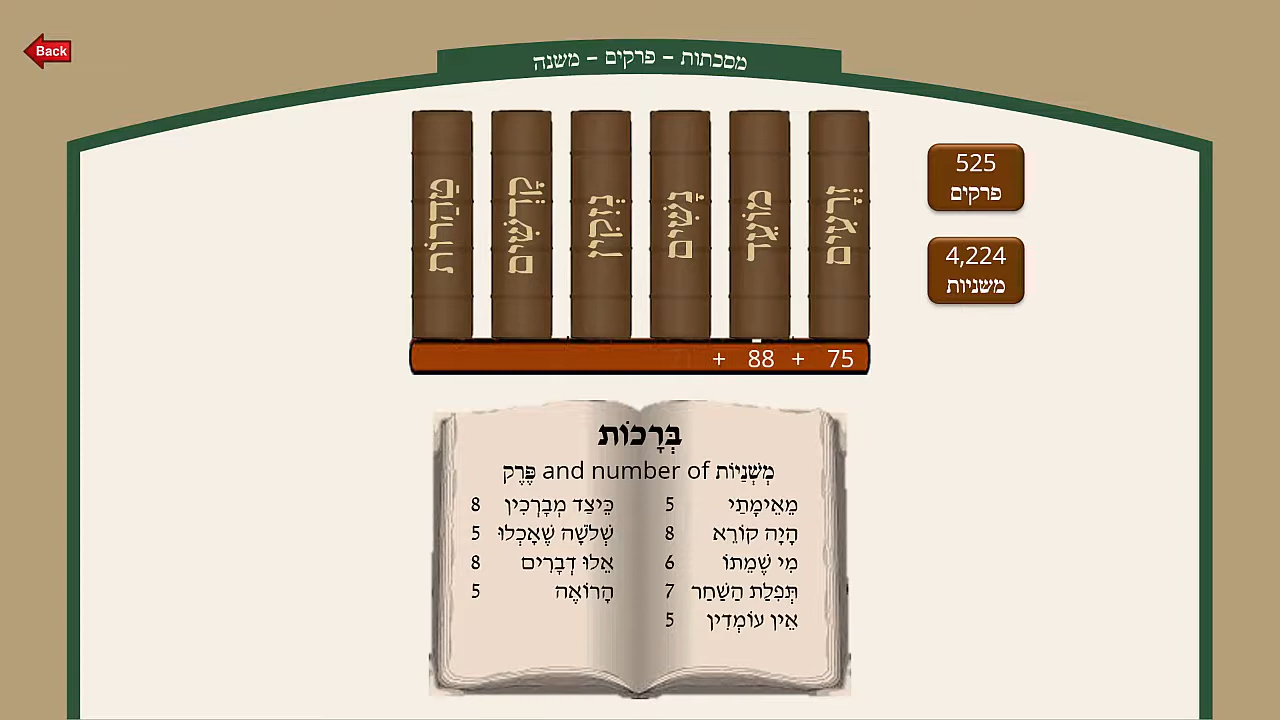 Back
מסכתות – פרקים – משנה
זְרָעִים
מוֹעֵד
נָשִׁים
נְזִקִין
קָדָשִׁים
טַהֲרוֹת
525
פרקים
4,224
משניות
75 + 88 +
בְּרָכוֹת
פֶּרֶק and number of מִשְׁנַיוֹת
מֵאֵימָתַי 5
הָיָה קוֹרֵא 8
מִי שֶׁמֵתוֹ 6
תְּפִלַת הַשַׁחַר 7
אֵין עוֹמְדִין 5
כֵּיצַד מְבָרְכִין 8
שְׁלֹשָׁה שֶׁאָכְלוּ 5
אֵלוּ דְבָרִים 8
הָרוֹאֶה 5